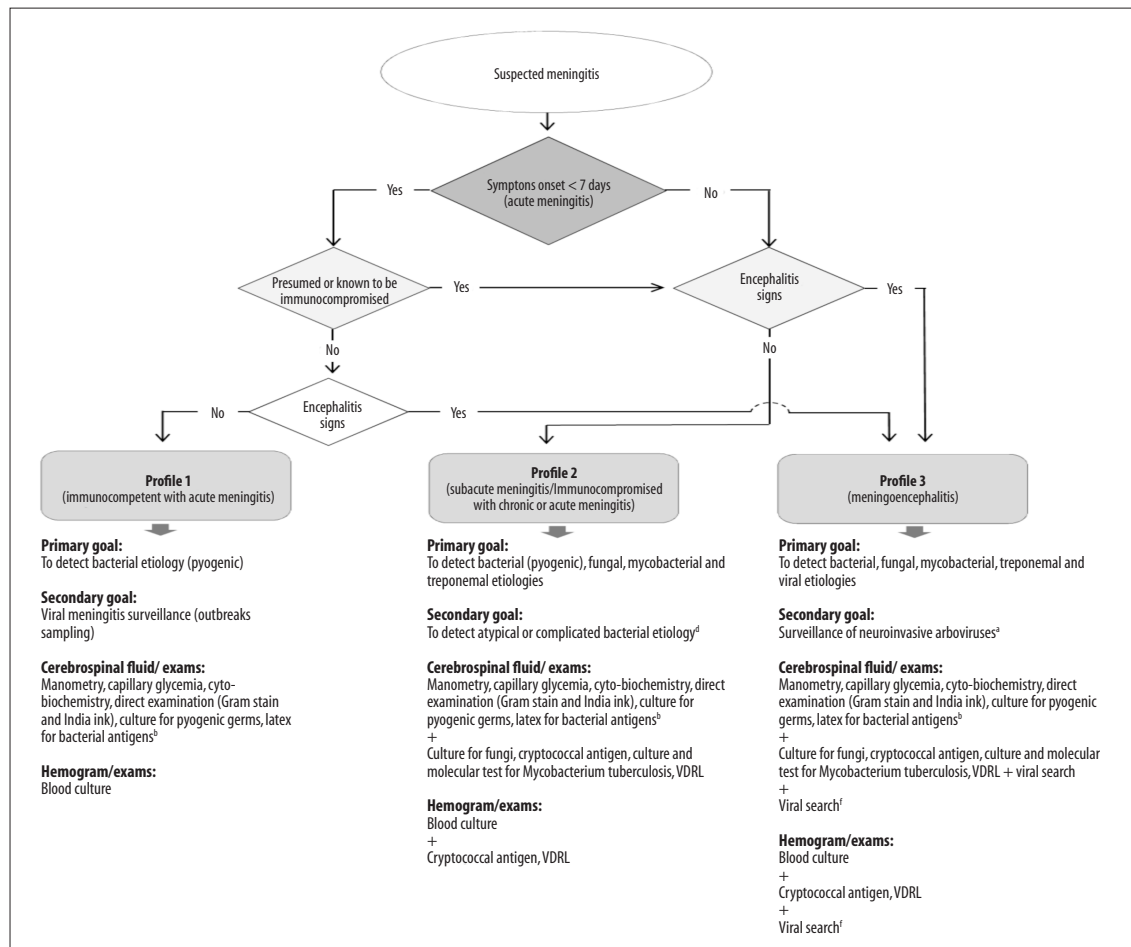 Suspected meningitis
Symptons onset < 7 days
(acute meningitis)
Yes
No
Presumed or known to be
immunocompromised
Yes
Encephalitis
signs
Yes
No
No
No
Encephalitis
signs
Yes
Profile 1
(immunocompetent with acute meningitis)
Primary goal:
To detect bacterial etiology (pyogenic)
Secondary goal:
Viral meningitis surveillance (outbreaks
sampling)
Cerebrospinal fluid/ exams:
Manometry, capillary glycemia, cyto-
biochemistry, direct examination (Gram stain
and India ink), culture for pyogenic germs, latex
for bacterial antigensᵇ
Hemogram/exams:
Blood culture
Profile 2
(subacute meningitis/Immunocompromised
with chronic or acute meningitis)
Primary goal:
To detect bacterial (pyogenic), fungal, mycobacterial and
treponemal etiologies
Secondary goal:
To detect atypical or complicated bacterial etiologyᵈ
Cerebrospinal fluid/ exams:
Manometry, capillary glycemia, cyto-biochemistry, direct
examination (Gram stain and India ink), culture for
pyogenic germs, latex for bacterial antigensᵇ
+
Culture for fungi, cryptococcal antigen, culture and
molecular test for Mycobacterium tuberculosis, VDRL
Hemogram/exams:
Blood culture
+
Cryptococcal antigen, VDRL
Profile 3
(meningoencephalitis)
Primary goal:
To detect bacterial, fungal, mycobacterial, treponemal and
viral etiologies
Secondary goal:
Surveillance of neuroinvasive arbovirusesᵃ
Cerebrospinal fluid/ exams:
Manometry, capillary glycemia, cyto-biochemistry, direct
examination (Gram stain and India ink), culture for pyogenic
germs, latex for bacterial antigensᵇ
+
Culture for fungi, cryptococcal antigen, culture and molecular
test for Mycobacterium tuberculosis, VDRL + viral search
+
Viral searchᶠ
Hemogram/exams:
Blood culture
+
Cryptococcal antigen, VDRL
+
Viral searchᶠ